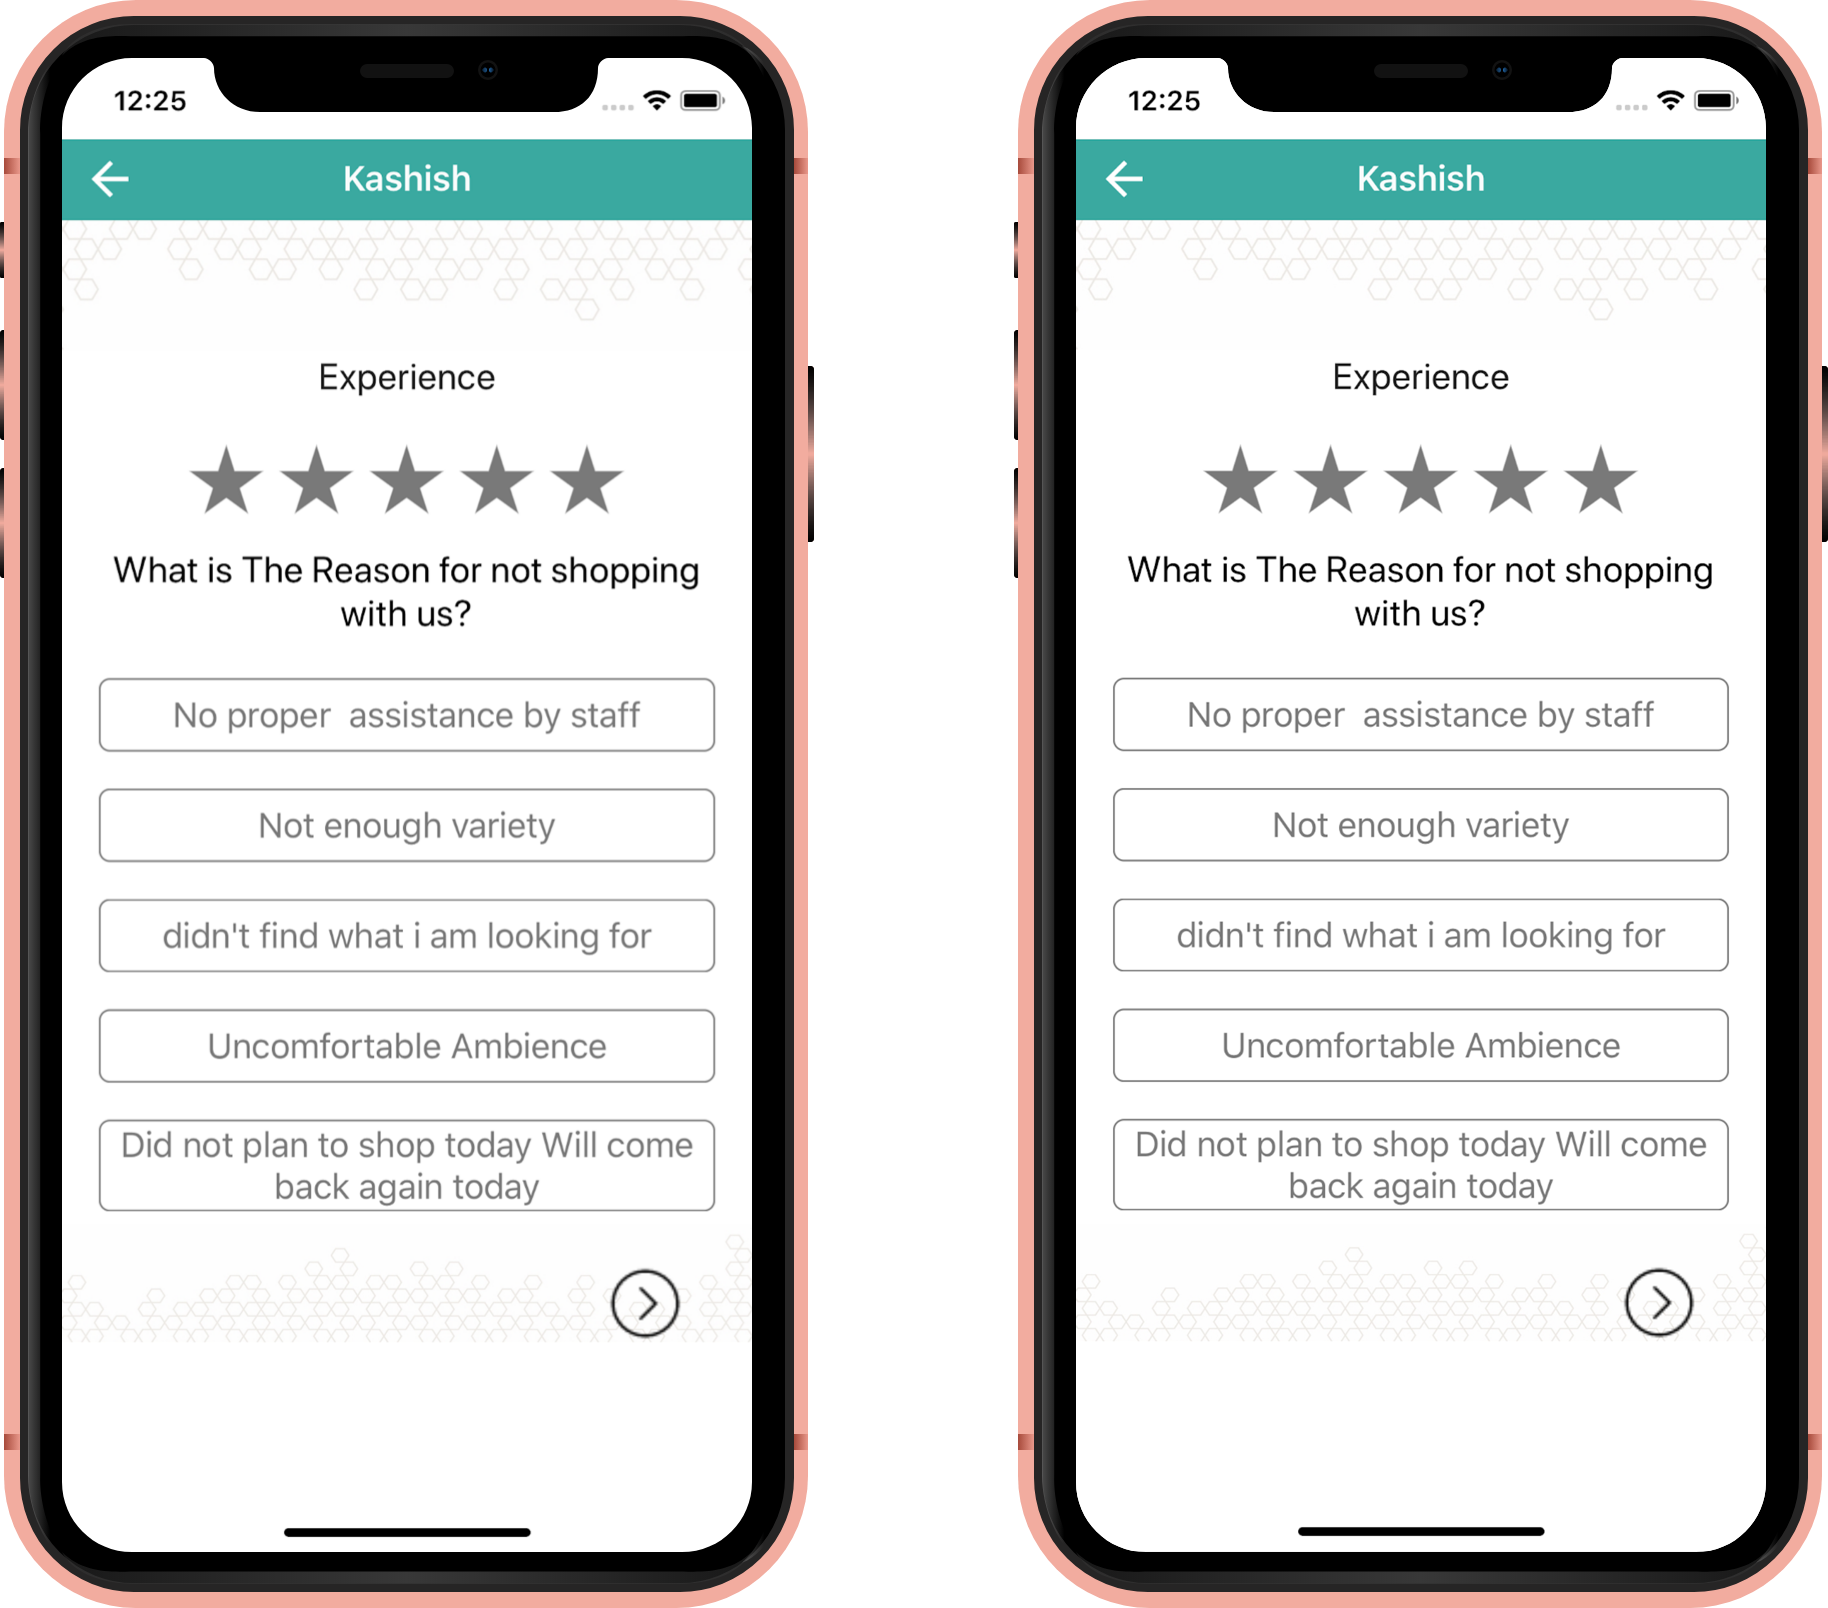 12:25
Kashish
Experience
What is The Reason for not shopping
with us?
No proper  assistance by staff
Not enough variety
didn't find what i am looking for
Uncomfortable Ambience
Did not plan to shop today Will come
back again today
12:25
Kashish
Experience
What is The Reason for not shopping
with us?
No proper  assistance by staff
Not enough variety
didn't find what i am looking for
Uncomfortable Ambience
Did not plan to shop today Will come
back again today